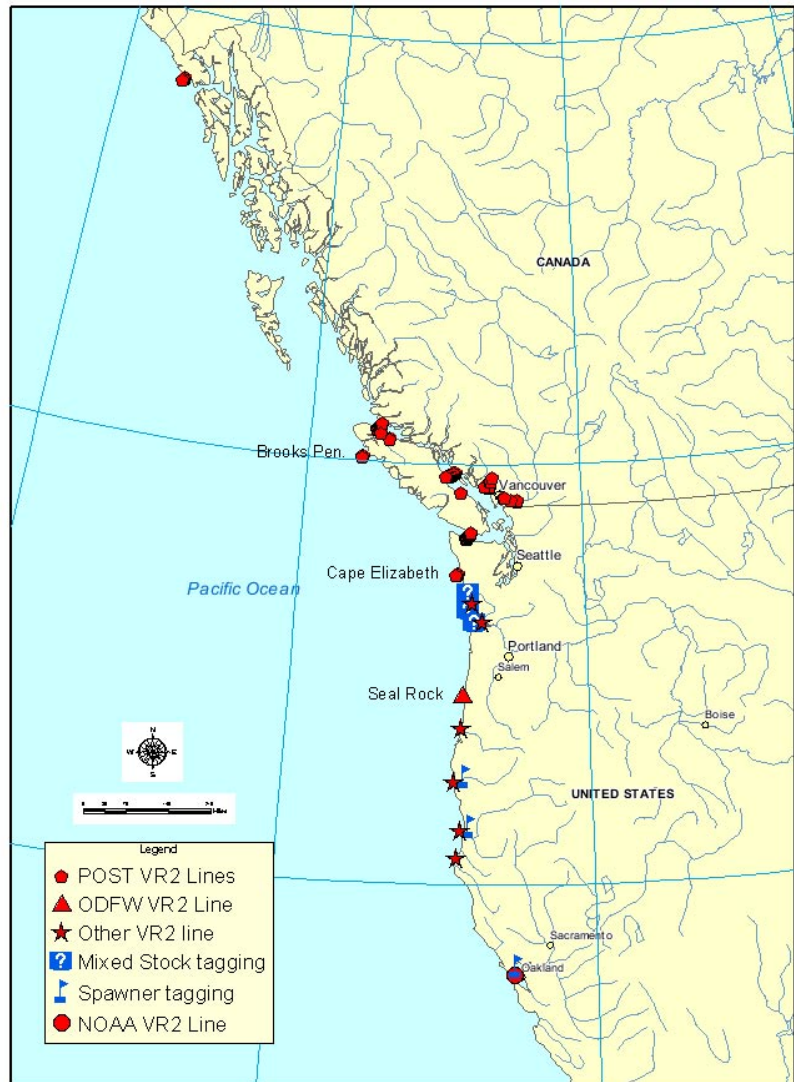 CANADA
Brooks Pen.
Vancouver
Seattle
Cape Elizabeth
Pacific Ocean
?
?
Portland
Salem
Seal Rock
Boise
N
W E
S
UNITED STATES
Legend
POST VR2 Lines
ODFW VR2 Line
Other VR2 line
? Mixed Stock tagging
Spawner tagging
NOAA VR2 Line
Sacramento
Oakland